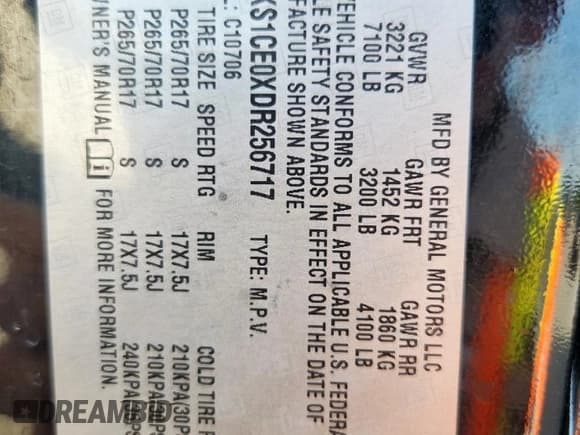 MFD BY GENERAL MOTORS LLC
GVWR GAWR FRT GAWR RR
3221 KG 1452 KG 1860 KG
7100 LB 3200 LB 4100 LB
VEHICLE CONFORMS TO ALL APPLICABLE U.S. FEDERA
LE SAFETY STANDARDS IN EFFECT ON THE DATE OF
FACTURE SHOWN ABOVE.
KS1CE0XDR256717 TYPE: M.P.V.
: C10706
TIRE SIZE SPEED RTG RIM COLD TIRE
P265/70R17 S 17X7.5J 210KPA(30P
P265/70R17 S 17X7.5J 210KPA
P265/70R17 S 17X7.5J 240KPA
NER'S MANUAL i FOR MORE INFORMATION.
DREAMBID